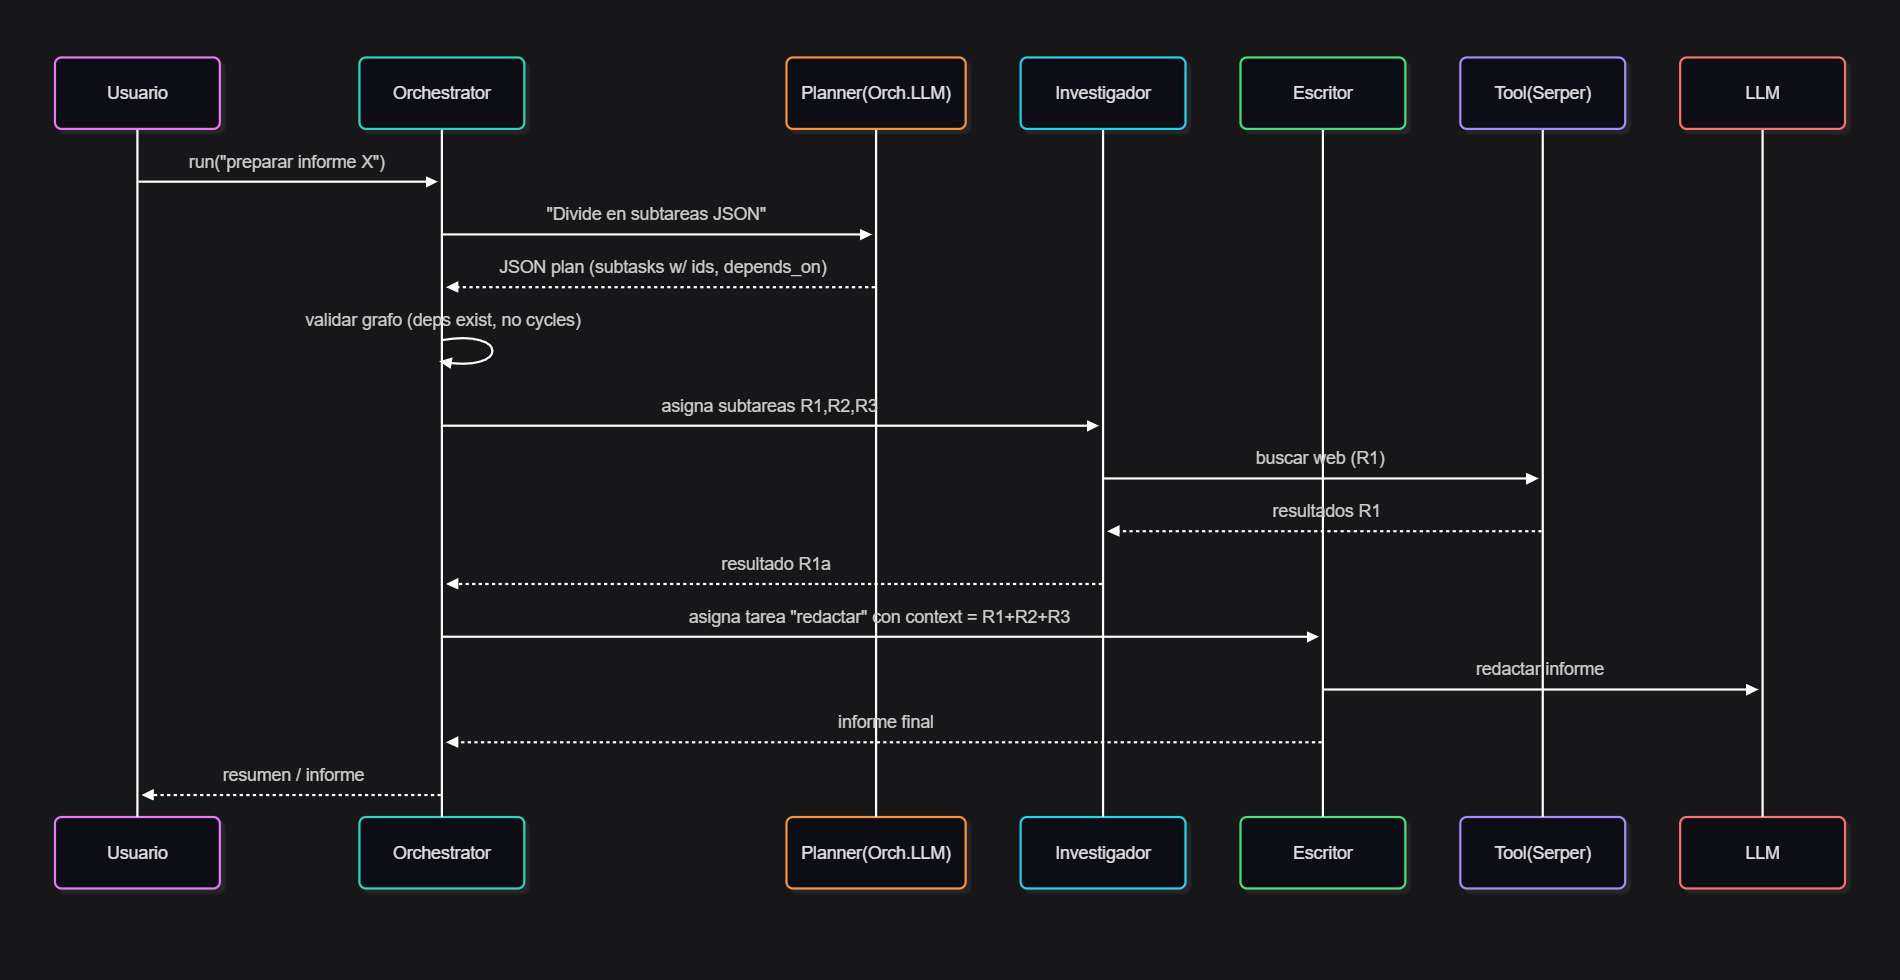 Usuario
Orchestrator
Planner(Orch.LLM)
Investigador
Escritor
Tool(Serper)
LLM
run("preparar informe X")
"Divide en subtareas JSON"
JSON plan (subtasks w/ ids, depends_on)
validar grafo (deps exist, no cycles)
asigna subtareas R1,R2,R3
buscar web (R1)
resultados R1
resultado R1a
asigna tarea "redactar" con context = R1+R2+R3
redactar informe
informe final
resumen / informe
Usuario
Orchestrator
Planner(Orch.LLM)
Investigador
Escritor
Tool(Serper)
LLM